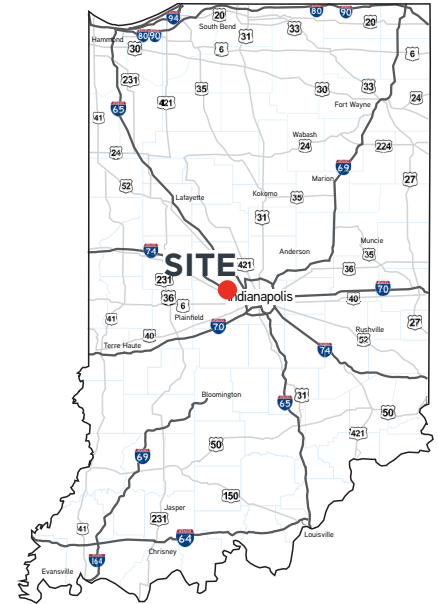 94
20
80
90
20
South Bend
33
Hammond
80 90
31
30
6
6
231
35
30
33
421
Fort Wayne
24
65
41
Wabash
24
224
24
69
Marion
27
52
Kokomo
35
Lafayette
31
Muncie
Anderson
74
35
SITE
421
36
231
70
36
Indianapolis
40
6
41
Plainfield
70
27
40
Rushville
52
Terre Haute
74
Bloomington
31
65
50
421
50
69
150
Jasper
231
41
Louisville
64
Chrisney
164
Evansville